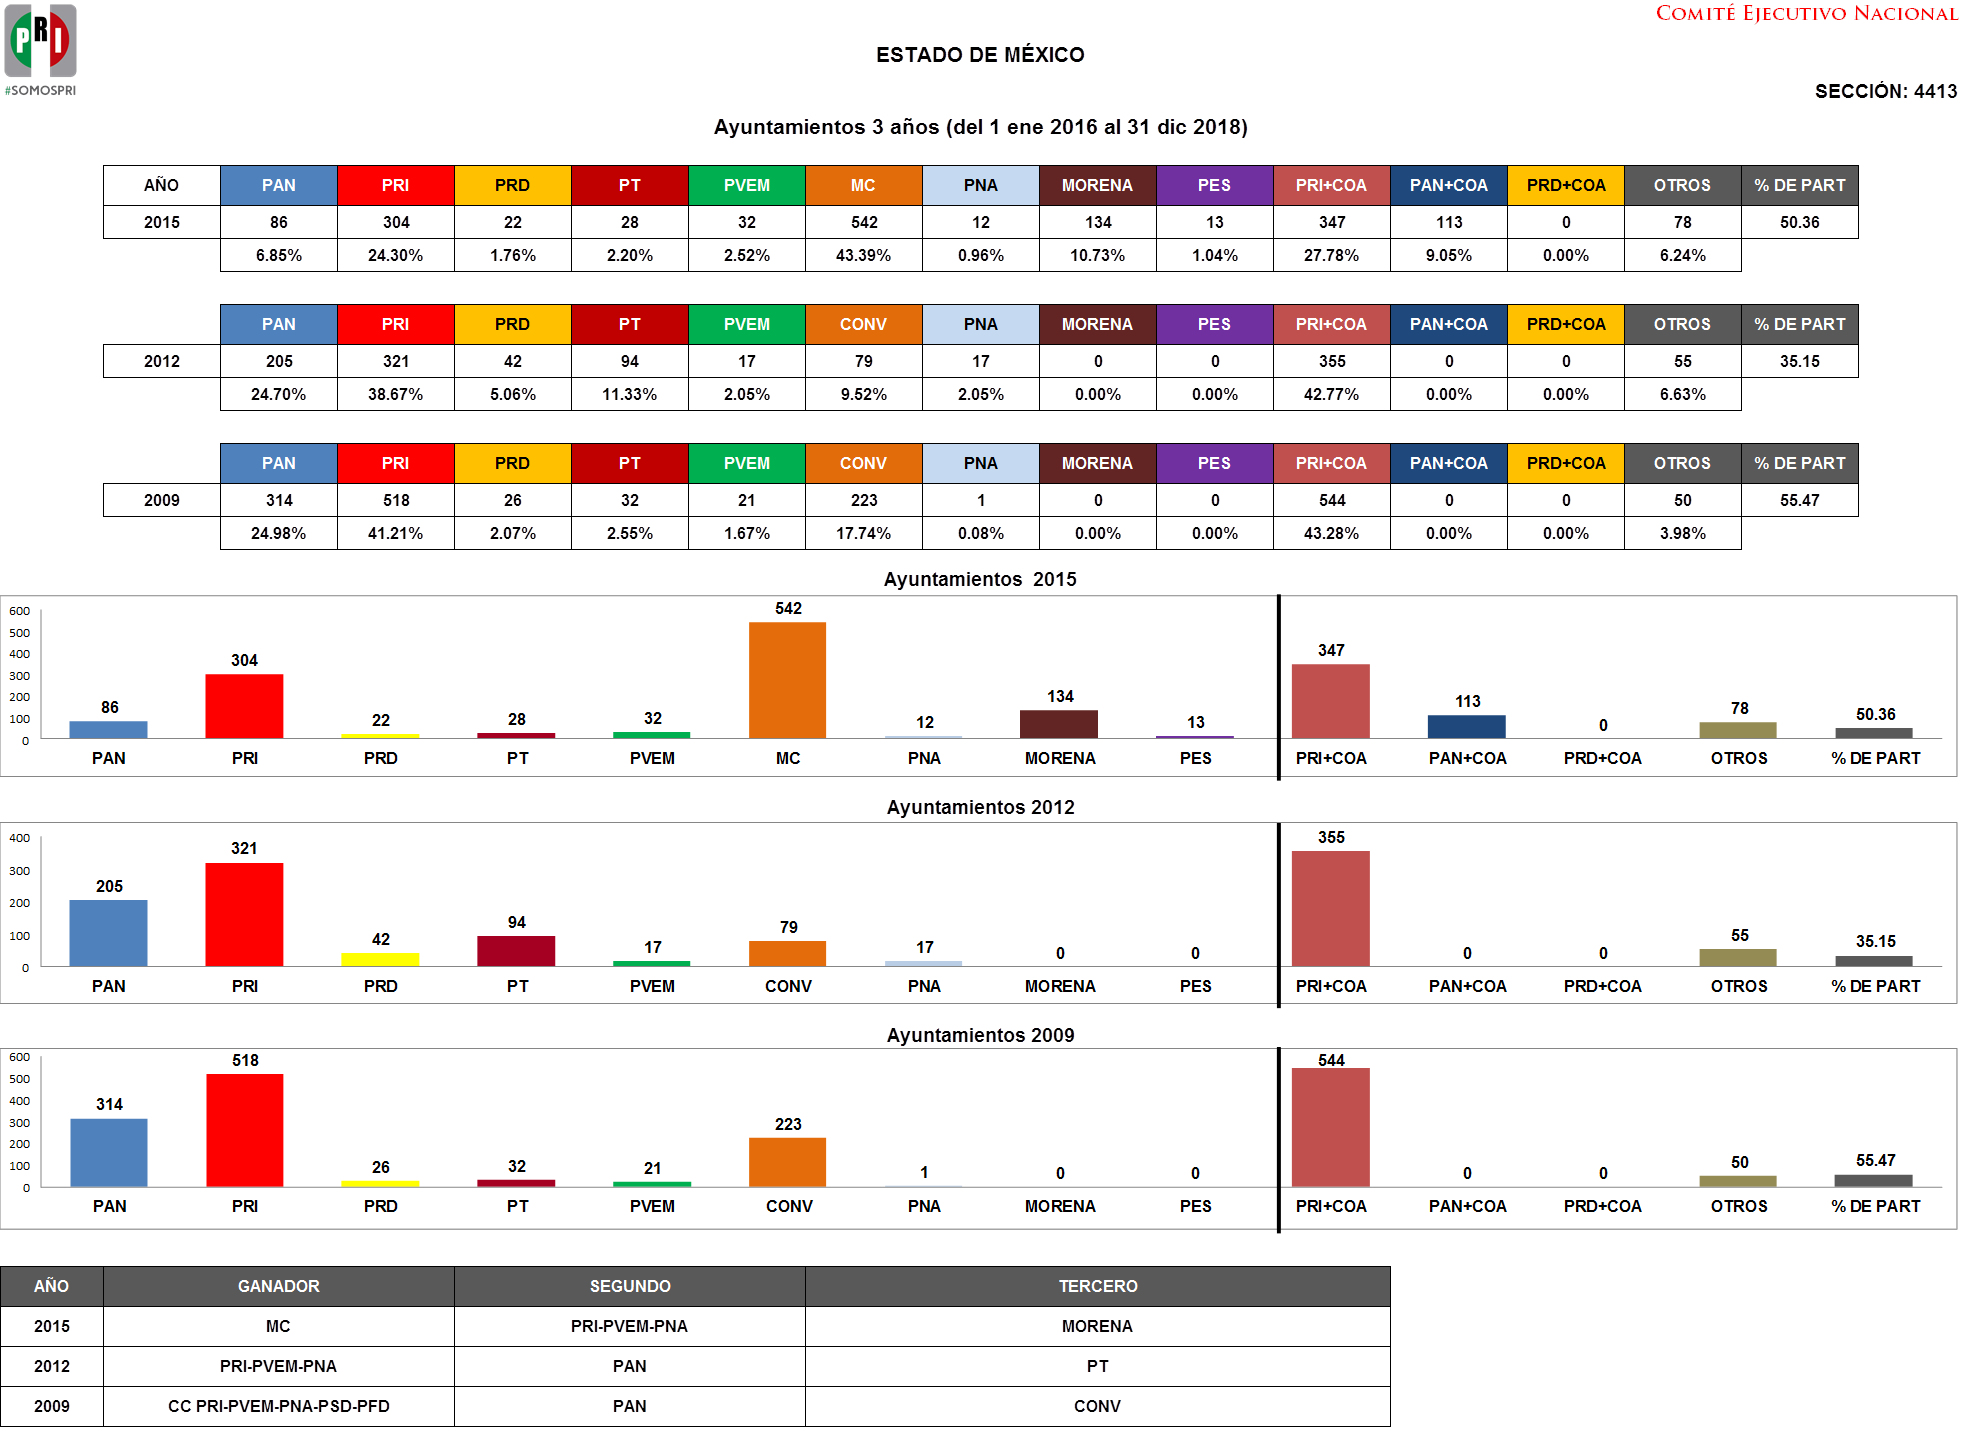 PRI
#SOMOSPRI
COMITÉ EJECUTIVO NACIONAL
ESTADO DE MÉXICO
SECCIÓN: 4413
Ayuntamientos 3 años (del 1 ene 2016 al 31 dic 2018)
AÑO PAN PRI PRD PT PVEM MC PNA MORENA PES PRI+COA PAN+COA PRD+COA OTROS % DE PART
2015 86 304 22 28 32 542 12 134 13 347 113 0 78 50.36
6.85% 24.30% 1.76% 2.20% 2.52% 43.39% 0.96% 10.73% 1.04% 27.78% 9.05% 0.00% 6.24%
PAN PRI PRD PT PVEM CONV PNA MORENA PES PRI+COA PAN+COA PRD+COA OTROS % DE PART
2012 205 321 42 94 17 79 17 0 0 355 0 0 55 35.15
24.70% 38.67% 5.06% 11.33% 2.05% 9.52% 2.05% 0.00% 0.00% 42.77% 0.00% 0.00% 6.63%
PAN PRI PRD PT PVEM CONV PNA MORENA PES PRI+COA PAN+COA PRD+COA OTROS % DE PART
2009 314 518 26 32 21 223 1 0 0 544 0 0 50 55.47
24.98% 41.21% 2.07% 2.55% 1.67% 17.74% 0.08% 0.00% 0.00% 43.28% 0.00% 0.00% 3.98%
Ayuntamientos 2015
600
500
400
300
200
100
0
86 304 22 28 32 542 12 134 13 347 113 0 78 50.36
PAN PRI PRD PT PVEM MC PNA MORENA PES PRI+COA PAN+COA PRD+COA OTROS % DE PART
Ayuntamientos 2012
400
300
200
100
0
205 321 42 94 17 79 17 0 0 355 0 0 55 35.15
PAN PRI PRD PT PVEM CONV PNA MORENA PES PRI+COA PAN+COA PRD+COA OTROS % DE PART
Ayuntamientos 2009
600
500
400
300
200
100
0
314 518 26 32 21 223 1 0 0 544 0 0 50 55.47
PAN PRI PRD PT PVEM CONV PNA MORENA PES PRI+COA PAN+COA PRD+COA OTROS % DE PART
AÑO GANADOR SEGUNDO TERCERO
2015 MC PRI-PVEM-PNA MORENA
2012 PRI-PVEM-PNA PAN PT
2009 CC PRI-PVEM-PNA-PSD-PFD PAN CONV